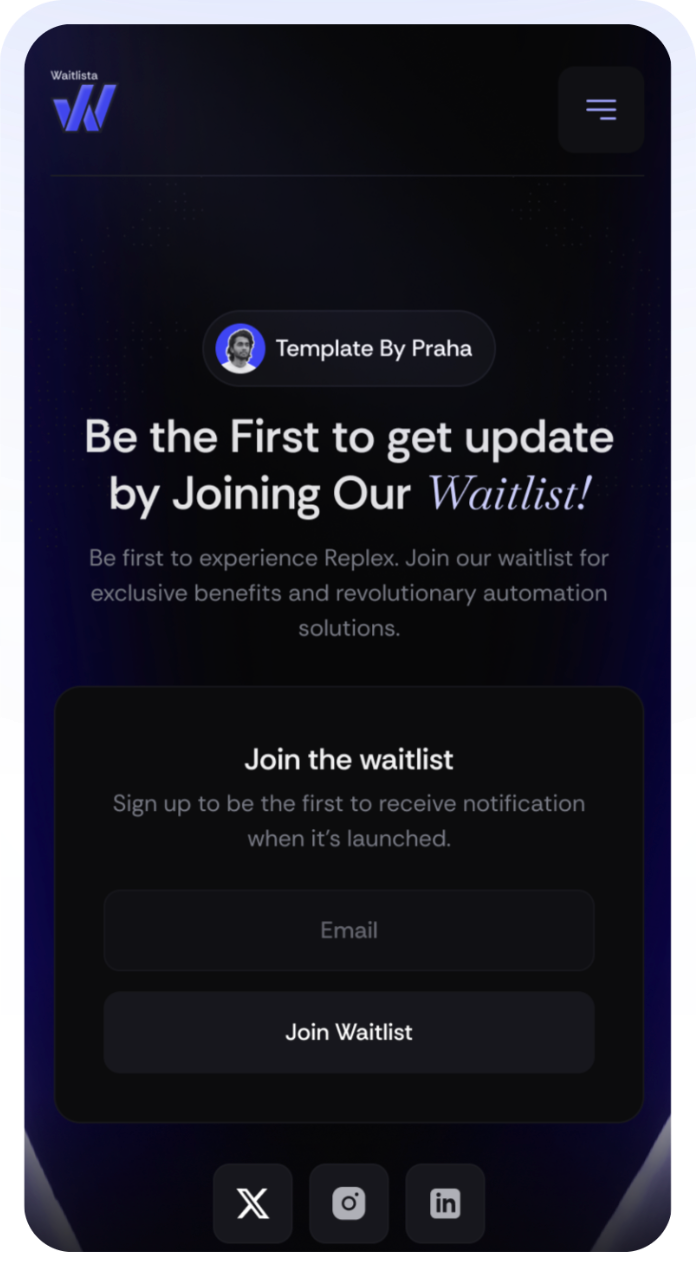 Waitlista
Template By Praha
Be the First to get update
by Joining Our Waitlist!
Be first to experience Replex. Join our waitlist for
exclusive benefits and revolutionary automation
solutions.
Join the waitlist
Sign up to be the first to receive notification
when it's launched.
Email
Join Waitlist